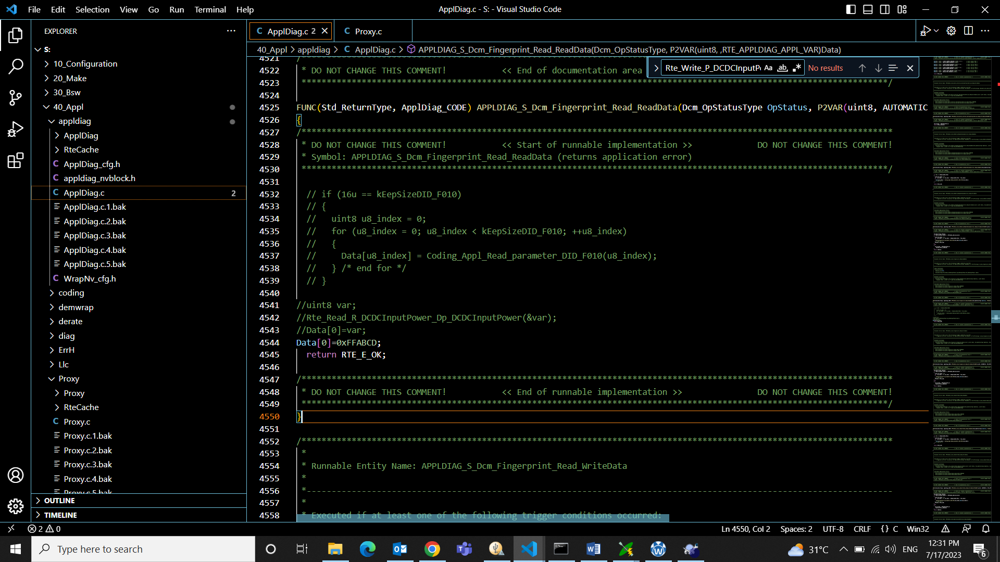 File Edit Selection View Go Run Terminal Help
ApplDiag.c - S: - Visual Studio Code
EXPLORER
S:
10_Configuration
20_Make
30_Bsw
40_Appl
appldiag
ApplDiag
RteCache
C ApplDiag_cfg.h
C appldiag_nvblock.h
C ApplDiag.c 2
ApplDiag.c.1.bak
ApplDiag.c.2.bak
ApplDiag.c.3.bak
ApplDiag.c.4.bak
ApplDiag.c.5.bak
C WrapNv_cfg.h
coding
demwrap
derate
diag
ErrH
Llc
Proxy
Proxy
RteCache
C Proxy.c
Proxy.c.1.bak
Proxy.c.2.bak
Proxy.c.3.bak
Proxy.c.4.bak
Proxy.c.5.bak
OUTLINE
TIMELINE
C ApplDiag.c 2
C Proxy.c
40_Appl > appldiag > C ApplDiag.c > APPLDIAG_S_Dcm_Fingerprint_Read_ReadData(Dcm_OpStatusType, P2VAR(uint8, ,RTE_APPLDIAG_APPL_VAR)Data)
Rte_Write_P_DCDCInputP Aa ab .* No results
4521 /
4522 * DO NOT CHANGE THIS COMMENT! << End of documentation area
4523 **********************************************************************************************************************/
4524
4525 FUNC(Std_ReturnType, ApplDiag_CODE) APPLDIAG_S_Dcm_Fingerprint_Read_ReadData(Dcm_OpStatusType OpStatus, P2VAR(uint8, AUTOMATIC
4526 {
4527 /**********************************************************************************************************************
4528 * DO NOT CHANGE THIS COMMENT! << Start of runnable implementation >> DO NOT CHANGE THIS COMMENT!
4529 * Symbol: APPLDIAG_S_Dcm_Fingerprint_Read_ReadData (returns application error)
4530 **********************************************************************************************************************/
4531
4532 // if (16u == kEepSizeDID_F010)
4533 // {
4534 // uint8 u8_index = 0;
4535 // for (u8_index = 0; u8_index < kEepSizeDID_F010; ++u8_index)
4536 // {
4537 // Data[u8_index] = Coding_Appl_Read_parameter_DID_F010(u8_index);
4538 // } /* end for */
4539 // }
4540
4541 //uint8 var;
4542 //Rte_Read_R_DCDCInputPower_Dp_DCDCInputPower(&var);
4543 //Data[0]=var;
4544 Data[0]=0xFFABCD;
4545 return RTE_E_OK;
4546
4547 /**********************************************************************************************************************
4548 * DO NOT CHANGE THIS COMMENT! << End of runnable implementation >> DO NOT CHANGE THIS COMMENT!
4549 **********************************************************************************************************************/
4550 }
4551
4552 /**********************************************************************************************************************
4553 *
4554 * Runnable Entity Name: APPLDIAG_S_Dcm_Fingerprint_Read_WriteData
4555 *
4556 *---------------------------------------------------------------------------------------------------------------------
4557 *
4558 * Executed if at least one of the following trigger conditions occurred:
2 0
Ln 4550, Col 2 Spaces: 2 UTF-8 CRLF {} C Win32
Type here to search
31°C ENG
12:31 PM
7/17/2023
6